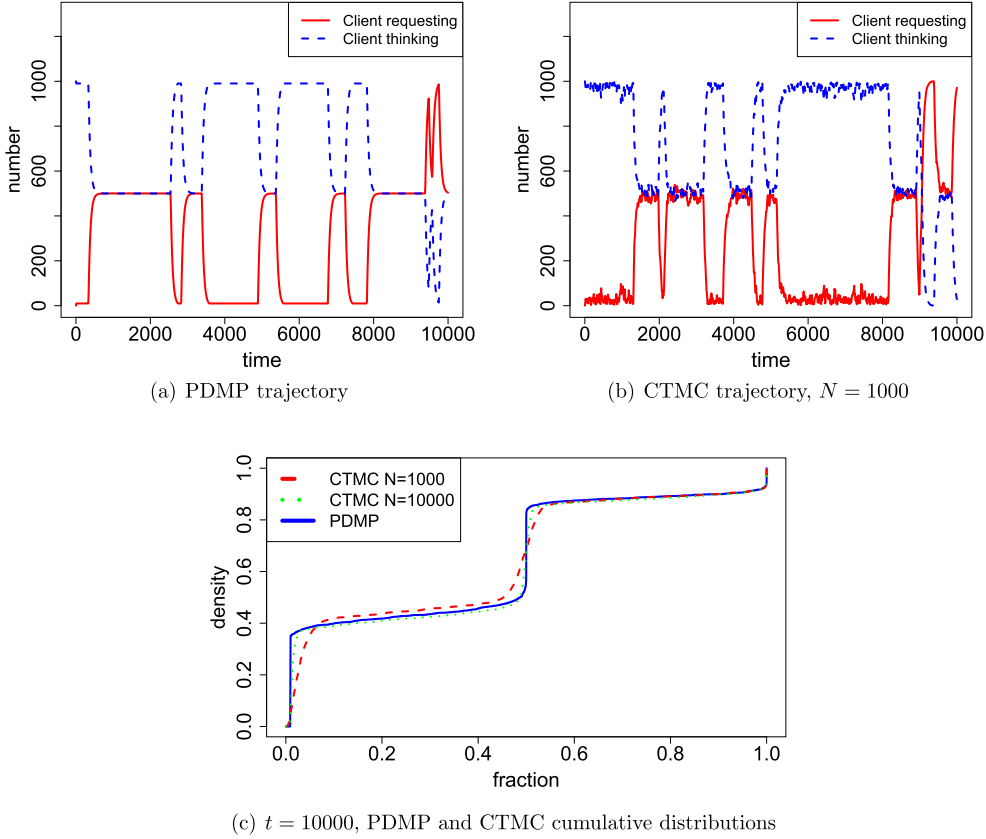 Client requesting
Client thinking
number
0 200 600 1000
0 2000 4000 6000 8000 10000
time
(a) PDMP trajectory
Client requesting
Client thinking
number
0 200 600 1000
0 2000 4000 6000 8000 10000
time
(b) CTMC trajectory, N = 1000
CTMC N=1000
CTMC N=10000
PDMP
density
0.0 0.2 0.4 0.6 0.8 1.0
0.0 0.2 0.4 0.6 0.8 1.0
fraction
(c) t = 10000, PDMP and CTMC cumulative distributions